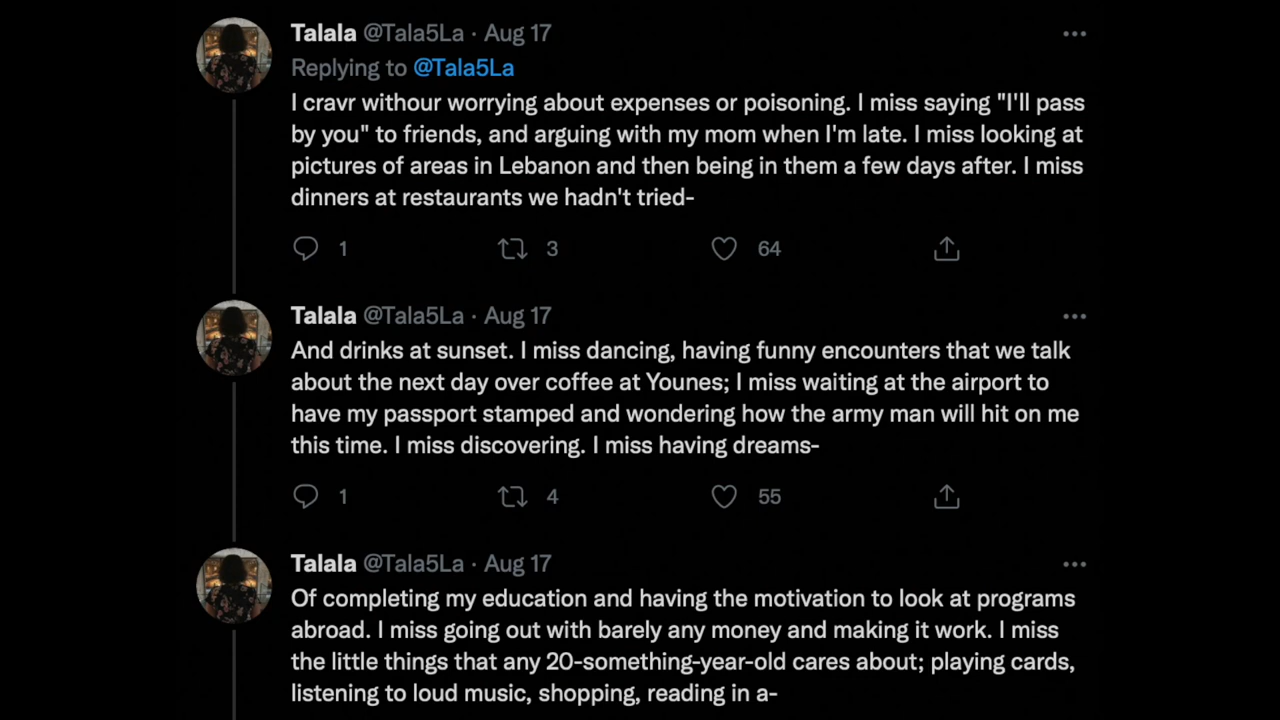 Talala @Tala5La · Aug 17
Replying to @Tala5La
I cravr withour worrying about expenses or poisoning. I miss saying "I'll pass
by you" to friends, and arguing with my mom when I'm late. I miss looking at
pictures of areas in Lebanon and then being in them a few days after. I miss
dinners at restaurants we hadn't tried-
1 3 64
Talala @Tala5La · Aug 17
And drinks at sunset. I miss dancing, having funny encounters that we talk
about the next day over coffee at Younes; I miss waiting at the airport to
have my passport stamped and wondering how the army man will hit on me
this time. I miss discovering. I miss having dreams-
1 4 55
Talala @Tala5La · Aug 17
Of completing my education and having the motivation to look at programs
abroad. I miss going out with barely any money and making it work. I miss
the little things that any 20-something-year-old cares about; playing cards,
listening to loud music, shopping, reading in a-